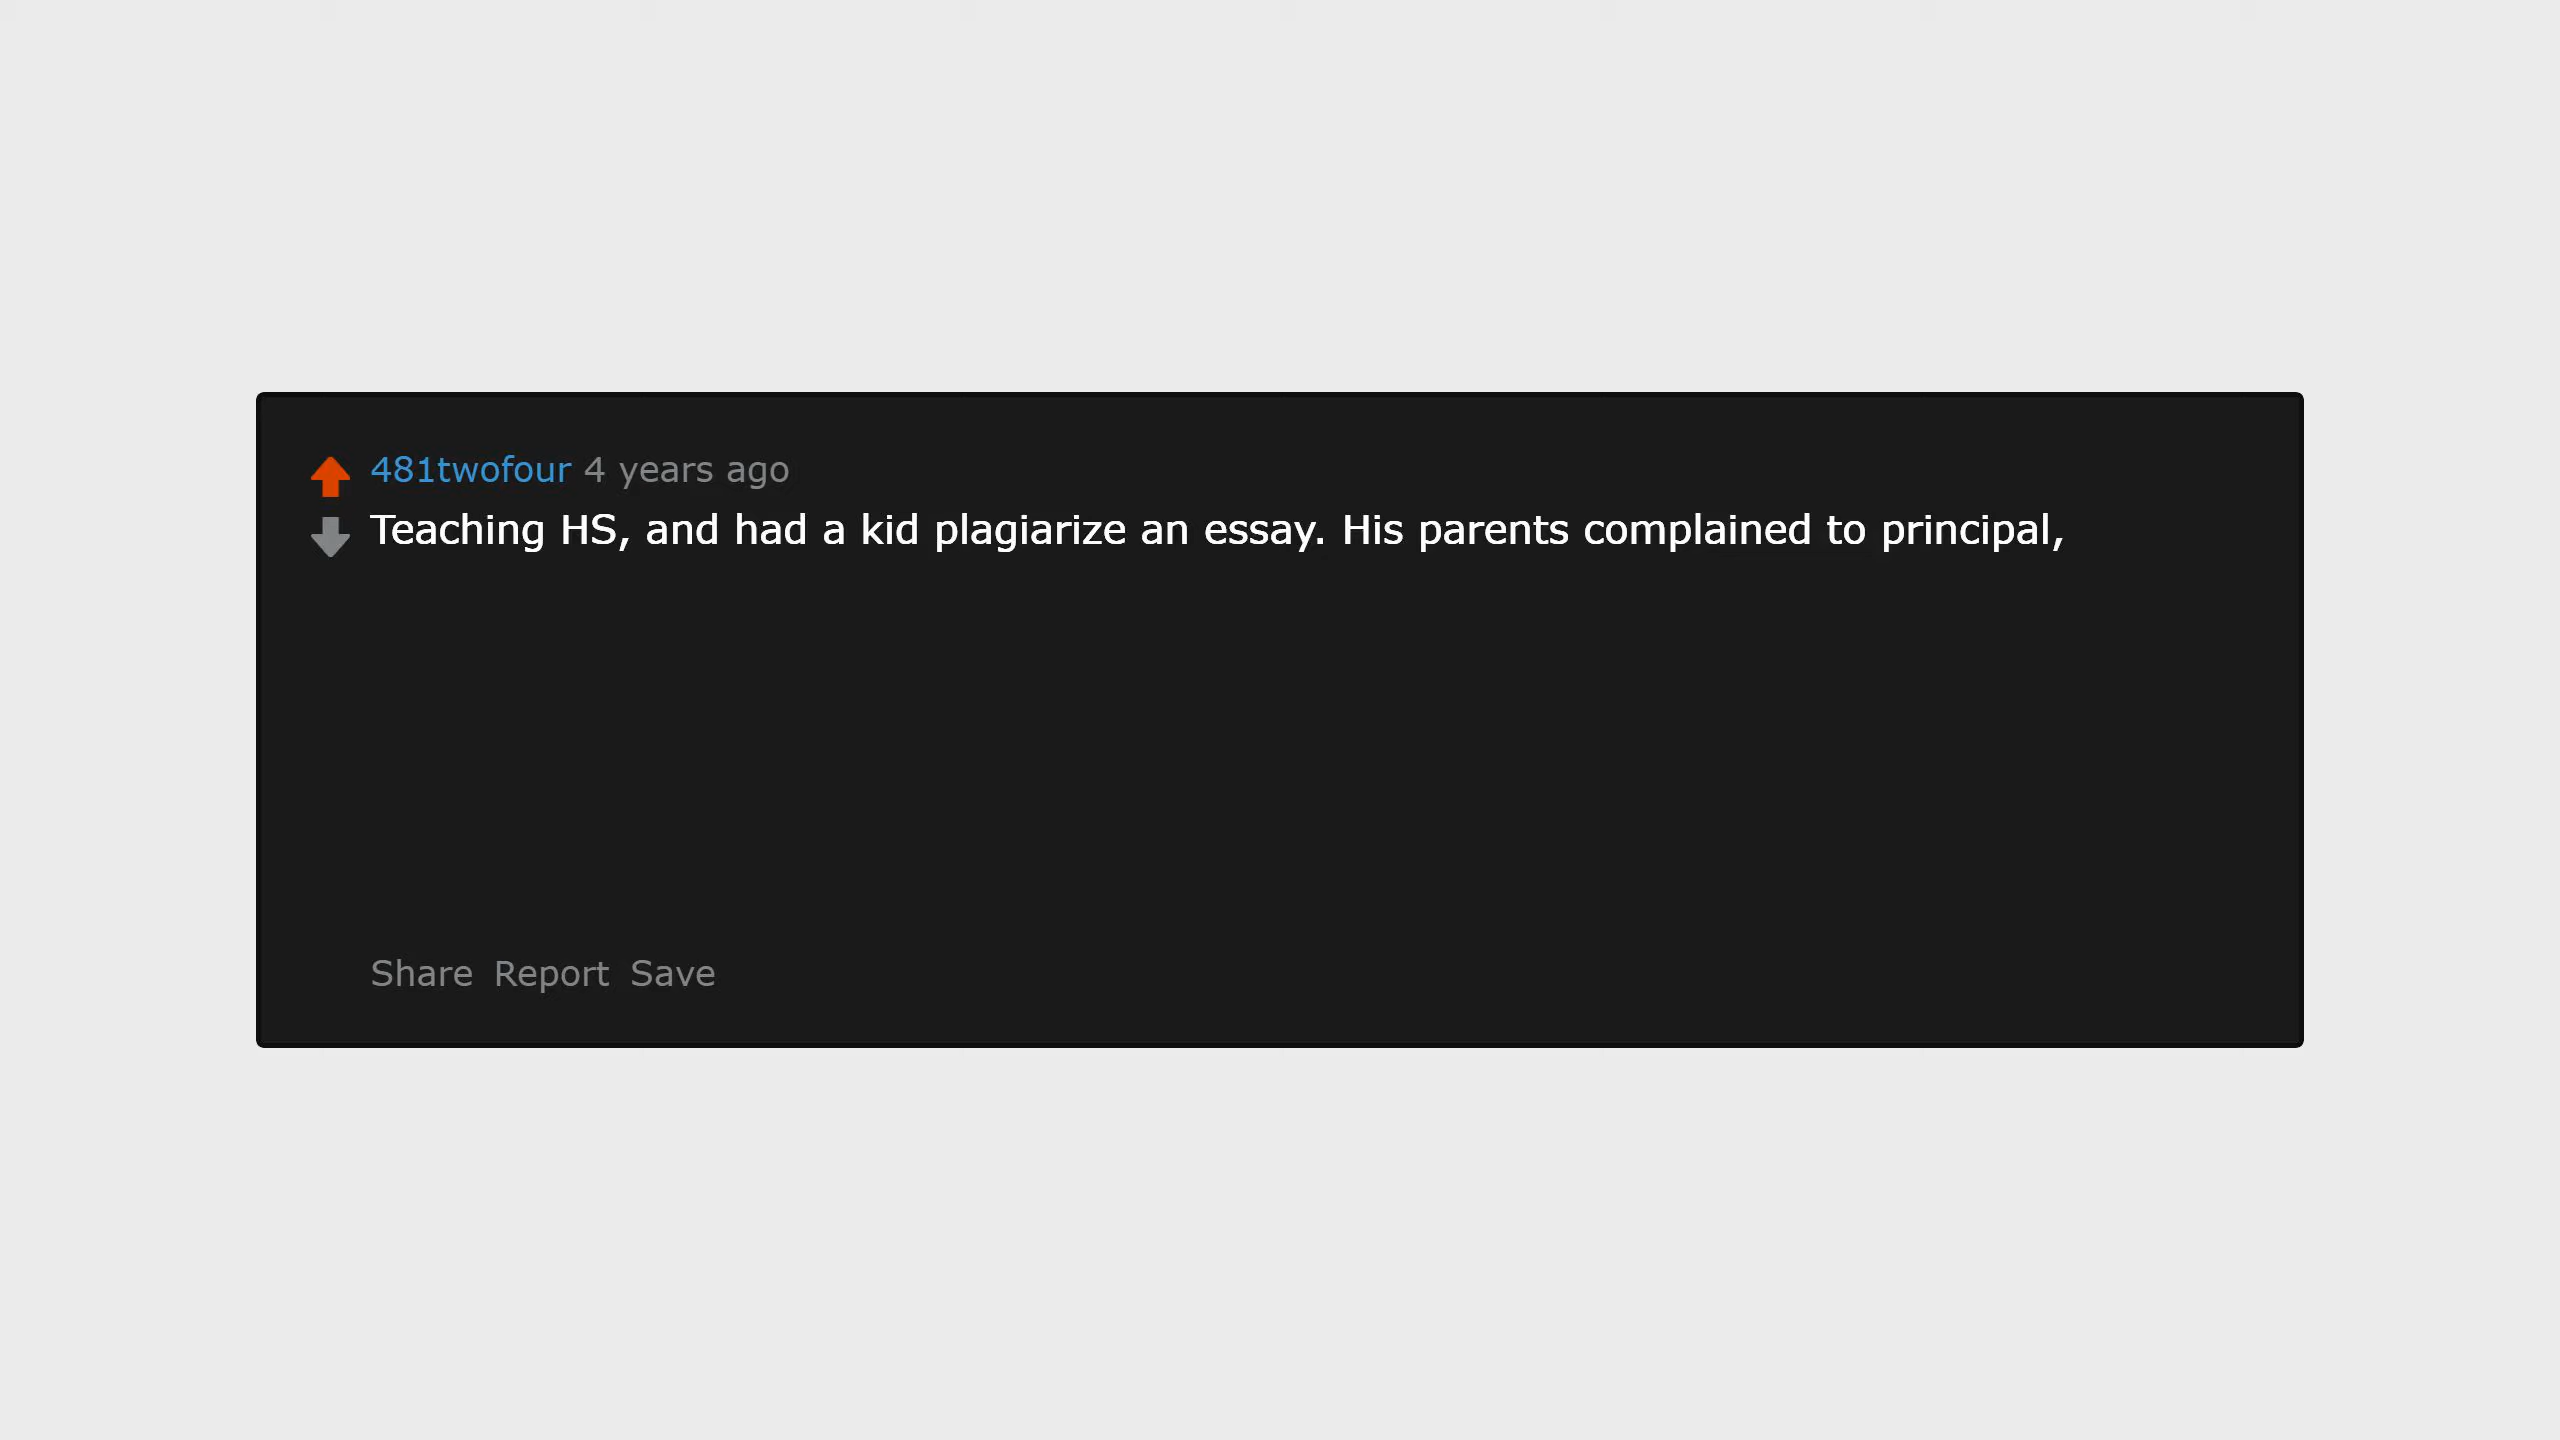 481twofour 4 years ago
Teaching HS, and had a kid plagiarize an essay. His parents complained to principal,
Share Report Save